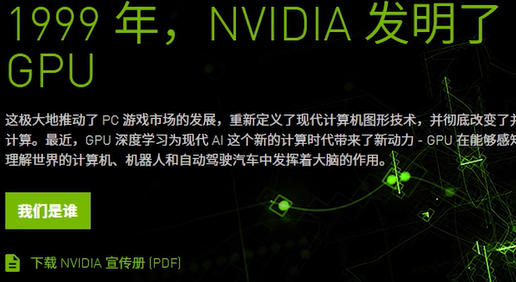 1999 年，NVIDIA 发明了
GPU
这极大地推动了 PC 游戏市场的发展，重新定义了现代计算机图形技术，并彻底改变了并
计算。最近，GPU 深度学习为现代 AI 这个新的计算时代带来了新动力 - GPU 在能够感知
理解世界的计算机、机器人和自动驾驶汽车中发挥着大脑的作用。
我们是谁
下载 NVIDIA 宣传册 (PDF)